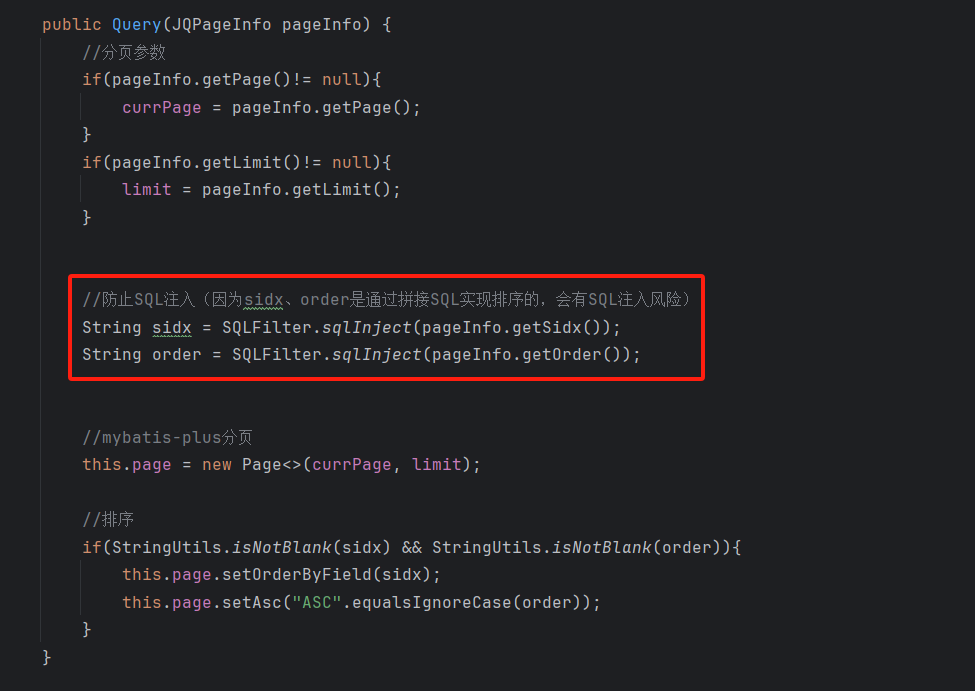 public Query(JQPageInfo pageInfo) {
//分页参数
if(pageInfo.getPage()!= null){
currPage = pageInfo.getPage();
}
if(pageInfo.getLimit()!= null){
limit = pageInfo.getLimit();
}
//防止SQL注入（因为sidx、order是通过拼接SQL实现排序的，会有SQL注入风险）
String sidx = SQLFilter.sqlInject(pageInfo.getSidx());
String order = SQLFilter.sqlInject(pageInfo.getOrder());
//mybatis-plus分页
this.page = new Page<>(currPage, limit);
//排序
if(StringUtils.isNotBlank(sidx) && StringUtils.isNotBlank(order)){
this.page.setOrderByField(sidx);
this.page.setAsc("ASC".equalsIgnoreCase(order));
}
}